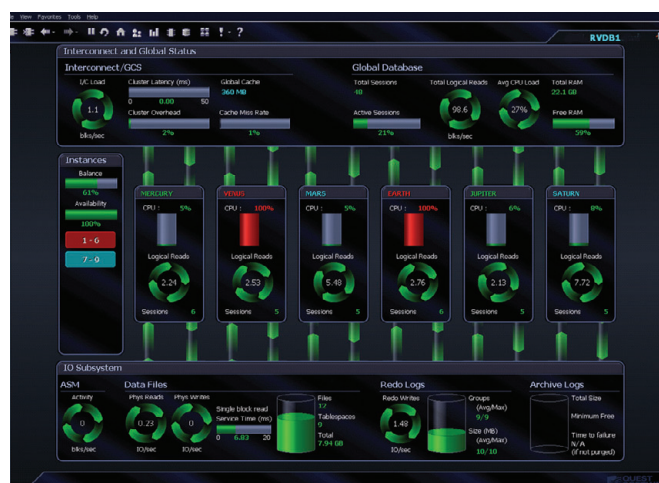 View Favorites Tools Help
RVDB1
Interconnect and Global Status
Interconnect/GCS
Global Database
I/C Load
1.1
blks/sec
Cluster Latency (ms)
0 0.00 50
Cluster Overhead
2%
Global Cache
360 MB
Cache Miss Rate
1%
Total Sessions
Active Sessions
21%
Total Logical Reads
98.6
blks/sec
Avg CPU Load
27%
Total RAM
22.1 GB
Free RAM
59%
Instances
Balance
61%
Availability
100%
1 - 6
7 - 9
MERCURY
CPU : 5%
Logical Reads
2.24
Sessions 6
VENUS
CPU : 100%
Logical Reads
2.53
Sessions 5
MARS
CPU : 5%
Logical Reads
5.48
Sessions 5
EARTH
CPU : 100%
Logical Reads
2.76
Sessions 6
JUPITER
CPU : 6%
Logical Reads
2.13
Sessions 5
SATURN
CPU : 8%
Logical Reads
7.72
Sessions 5
IO Subsystem
ASM
Activity
0
blks/sec
Data Files
Phys Reads
0.23
IO/sec
Phys Writes
0
IO/sec
Single block read
Service Time (ms)
0 6.03 20
Files
12
Tablespaces
9
Total
7.94 GB
Redo Logs
Redo Writes
1.48
IO/sec
Groups
(Avg/Max)
9/9
Size (MB)
(Avg/Max)
10/10
Archive Logs
Total Size
Minimum Free
Time to failure
N/A
(if not purged)
QUEST